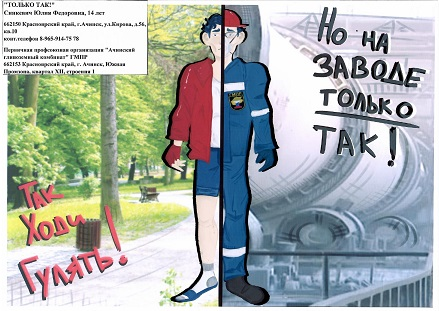 "ТОЛЬКО ТАК!"
Синкевич Юлия Федоровна, 14 лет
662150 Красноярский край, г.Ачинск, ул.Кирова, д.56,
кв.10
конт.телефон 8-965-914-75 78
Первичная профсоюзная организация "Ачинский
глиноземный комбинат" ГМПР
662153 Красноярский край, г. Ачинск, Южная
Промзона, квартал XII, строения 1
Но на
заводе
только
так!
Так
Ходи
Гулять!